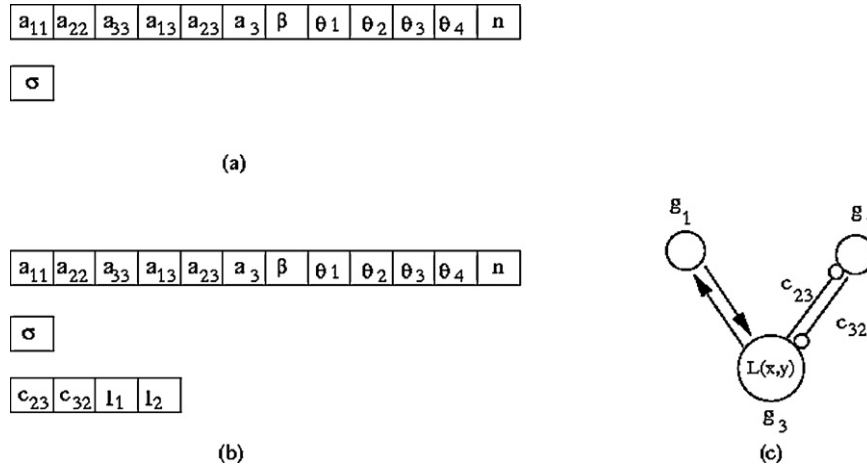 a₁₁ a₂₂ a₃₃ a₁₃ a₂₃ a₃ β θ1 θ₂ θ₃ θ₄ n
σ
(a)
a₁₁ a₂₂ a₃₃ a₁₃ a₂₃ a₃ β θ1 θ₂ θ₃ θ₄ n
σ
c₂₃ c₃₂ l₁ l₂
(b)
g₁
g
c₂₃
c₃₂
L(x,y)
g₃
(c)